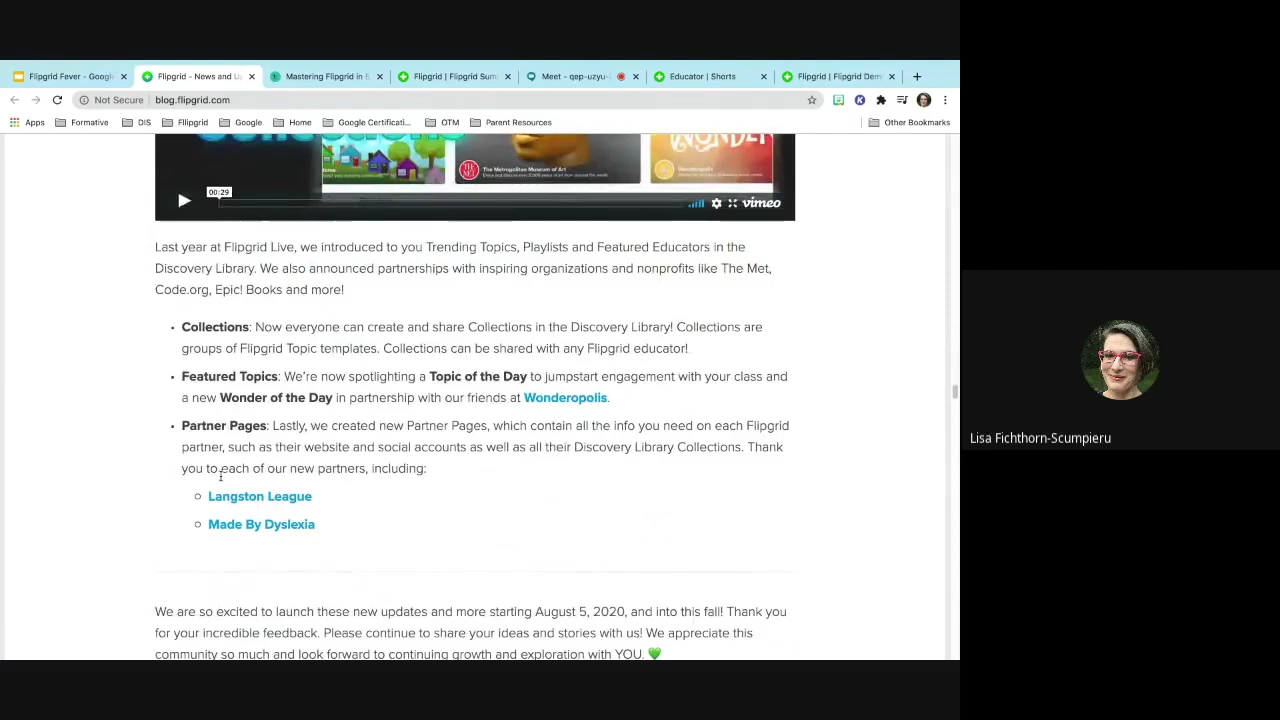 Flipgrid Fever - Google
Flipgrid - News and Up
Mastering Flipgrid in 5
Flipgrid | Flipgrid Sum
Meet - qep-uzyu-
Educator | Shorts
Flipgrid | Flipgrid Dem
Not Secure
blog.flipgrid.com
Apps
Formative
DIS
Flipgrid
Google
Home
Google Certificati...
OTM
Parent Resources
Other Bookmarks
THE MET
The Metropolitan Museum of Art
WONDER
Wonderopolis
00:29
vimeo
Last year at Flipgrid Live, we introduced to you Trending Topics, Playlists and Featured Educators in the
Discovery Library. We also announced partnerships with inspiring organizations and nonprofits like The Met,
Code.org, Epic! Books and more!
• Collections: Now everyone can create and share Collections in the Discovery Library! Collections are
groups of Flipgrid Topic templates. Collections can be shared with any Flipgrid educator!
• Featured Topics: We're now spotlighting a Topic of the Day to jumpstart engagement with your class and
a new Wonder of the Day in partnership with our friends at Wonderopolis.
• Partner Pages: Lastly, we created new Partner Pages, which contain all the info you need on each Flipgrid
partner, such as their website and social accounts as well as all their Discovery Library Collections. Thank
you to each of our new partners, including:
Langston League
Made By Dyslexia
We are so excited to launch these new updates and more starting August 5, 2020, and into this fall! Thank you
for your incredible feedback. Please continue to share your ideas and stories with us! We appreciate this
community so much and look forward to continuing growth and exploration with YOU. 💚
Lisa Fichthorn-Scumpieru